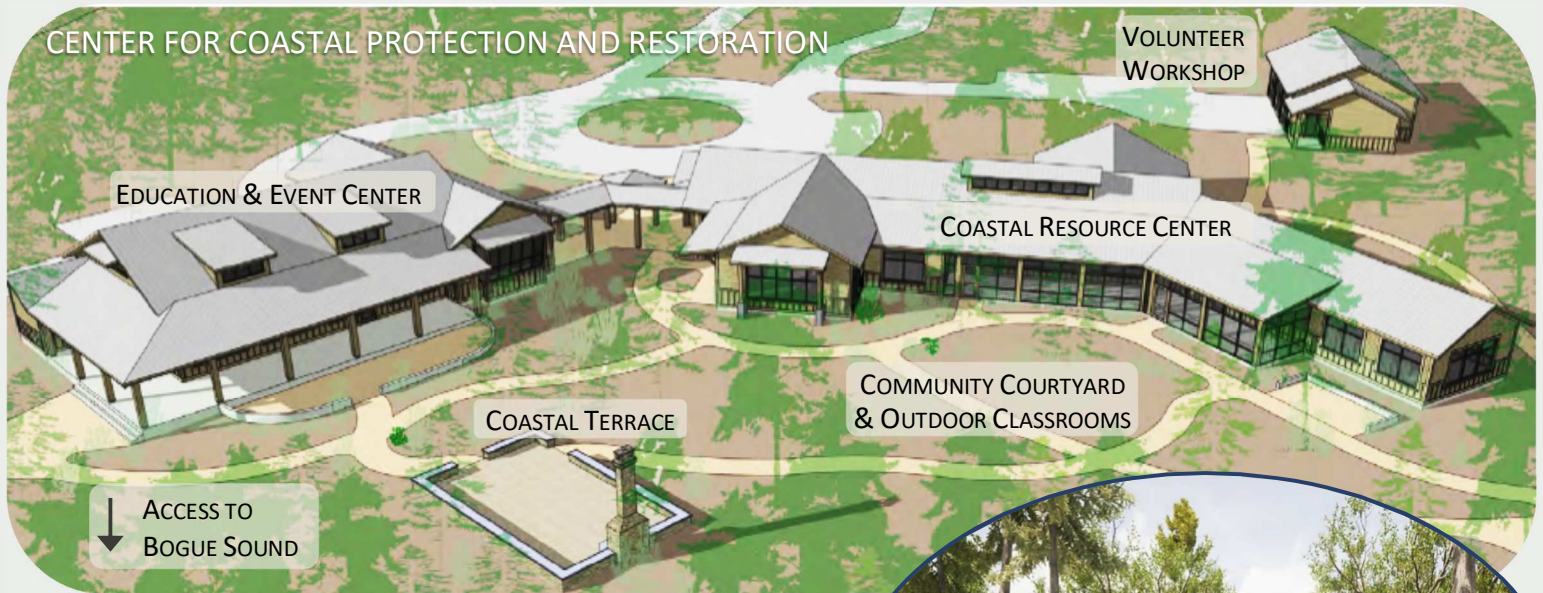 CENTER FOR COASTAL PROTECTION AND RESTORATION
VOLUNTEER
WORKSHOP
EDUCATION & EVENT CENTER
COASTAL RESOURCE CENTER
COMMUNITY COURTYARD
& OUTDOOR CLASSROOMS
COASTAL TERRACE
ACCESS TO
BOGUE SOUND